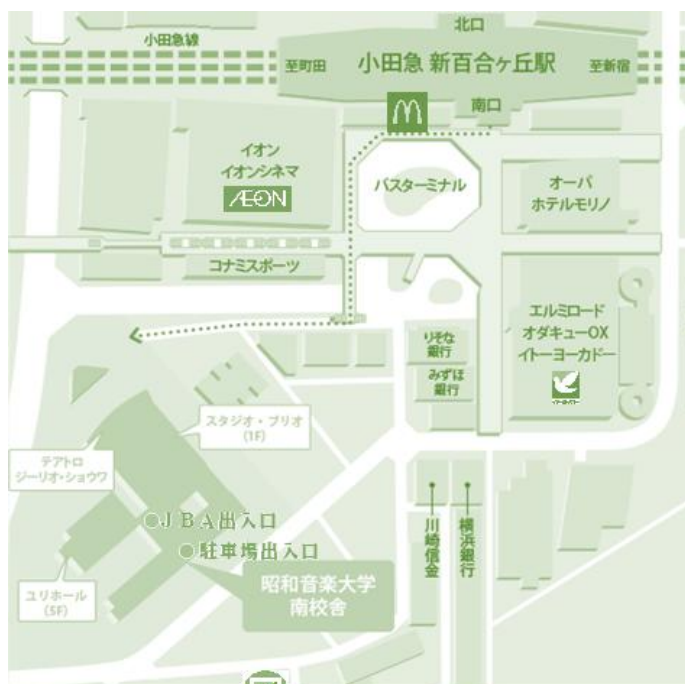 北口
小田急線
至町田
小田急 新百合ヶ丘駅
至新宿
南口
イオン
イオンシネマ
ÆON
バスターミナル
オーパ
ホテルモリノ
コナミスポーツ
エルミロード
オダキューOX
イトーヨーカドー
りそな
銀行
みずほ
銀行
スタジオ・ブリオ
(1F)
テアトロ
ジーリオ・ショウワ
○JBA出入口
○駐車場出入口
川崎信金
横浜銀行
昭和音楽大学
南校舎
ユリホール
(5F)